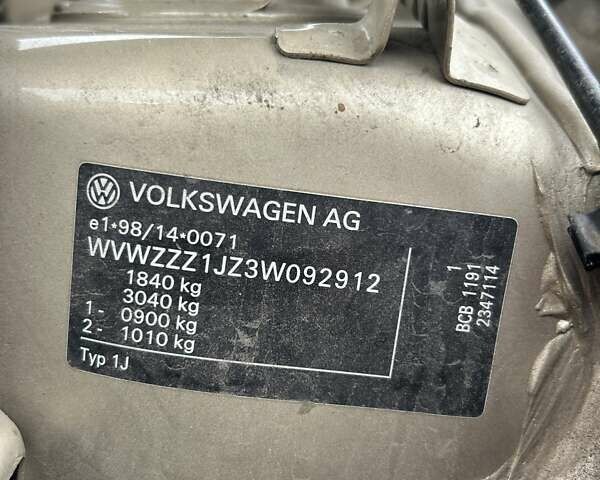 VOLKSWAGEN AG
e1*98/14*0071
WVWZZZ1JZ3W092912
1840 kg
3040 kg
1- 0900 kg
2- 1010 kg
Typ 1J
1
BCB 1191
2347114